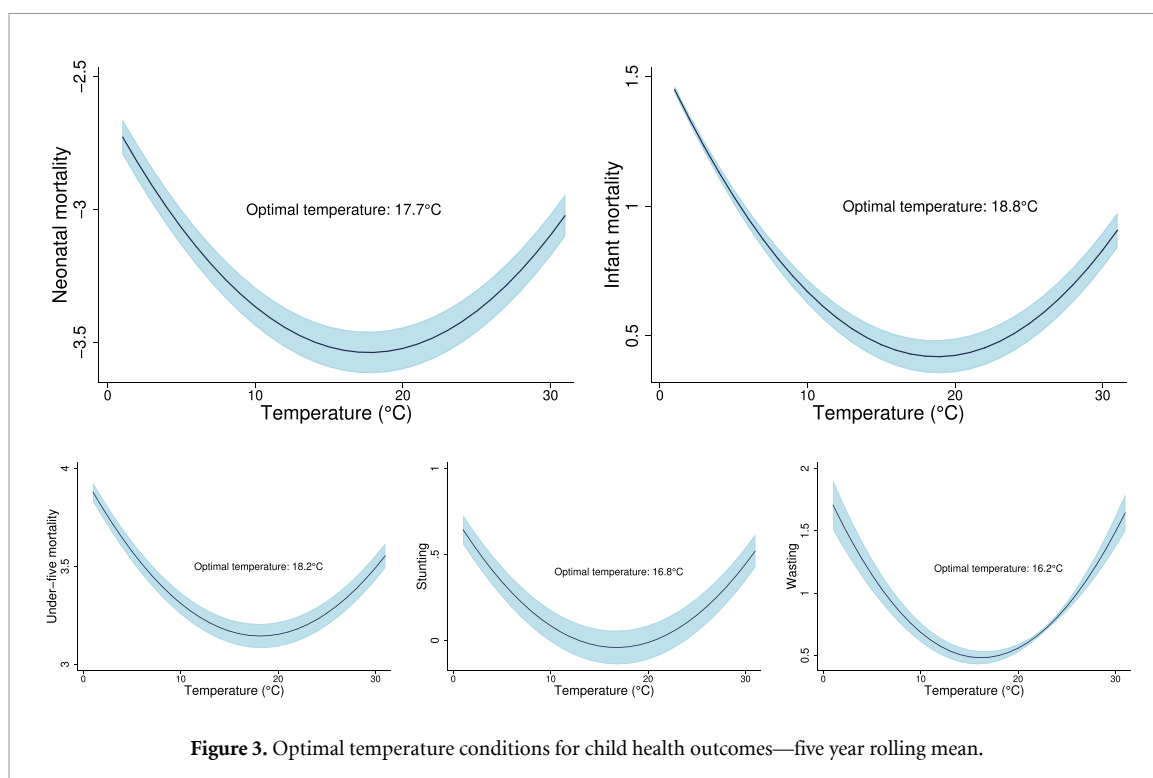 −2.5
−3
−3.5
Neonatal mortality
Optimal temperature: 17.7°C
0 10 20 30
Temperature (°C)
1.5
1
0.5
Infant mortality
Optimal temperature: 18.8°C
0 10 20 30
Temperature (°C)
4
3.5
3
Under−five mortality
Optimal temperature: 18.2°C
0 10 20 30
Temperature (°C)
1
.5
0
Stunting
Optimal temperature: 16.8°C
0 10 20 30
Temperature (°C)
2
1.5
1
0.5
Wasting
Optimal temperature: 16.2°C
0 10 20 30
Temperature (°C)
Figure 3. Optimal temperature conditions for child health outcomes—five year rolling mean.